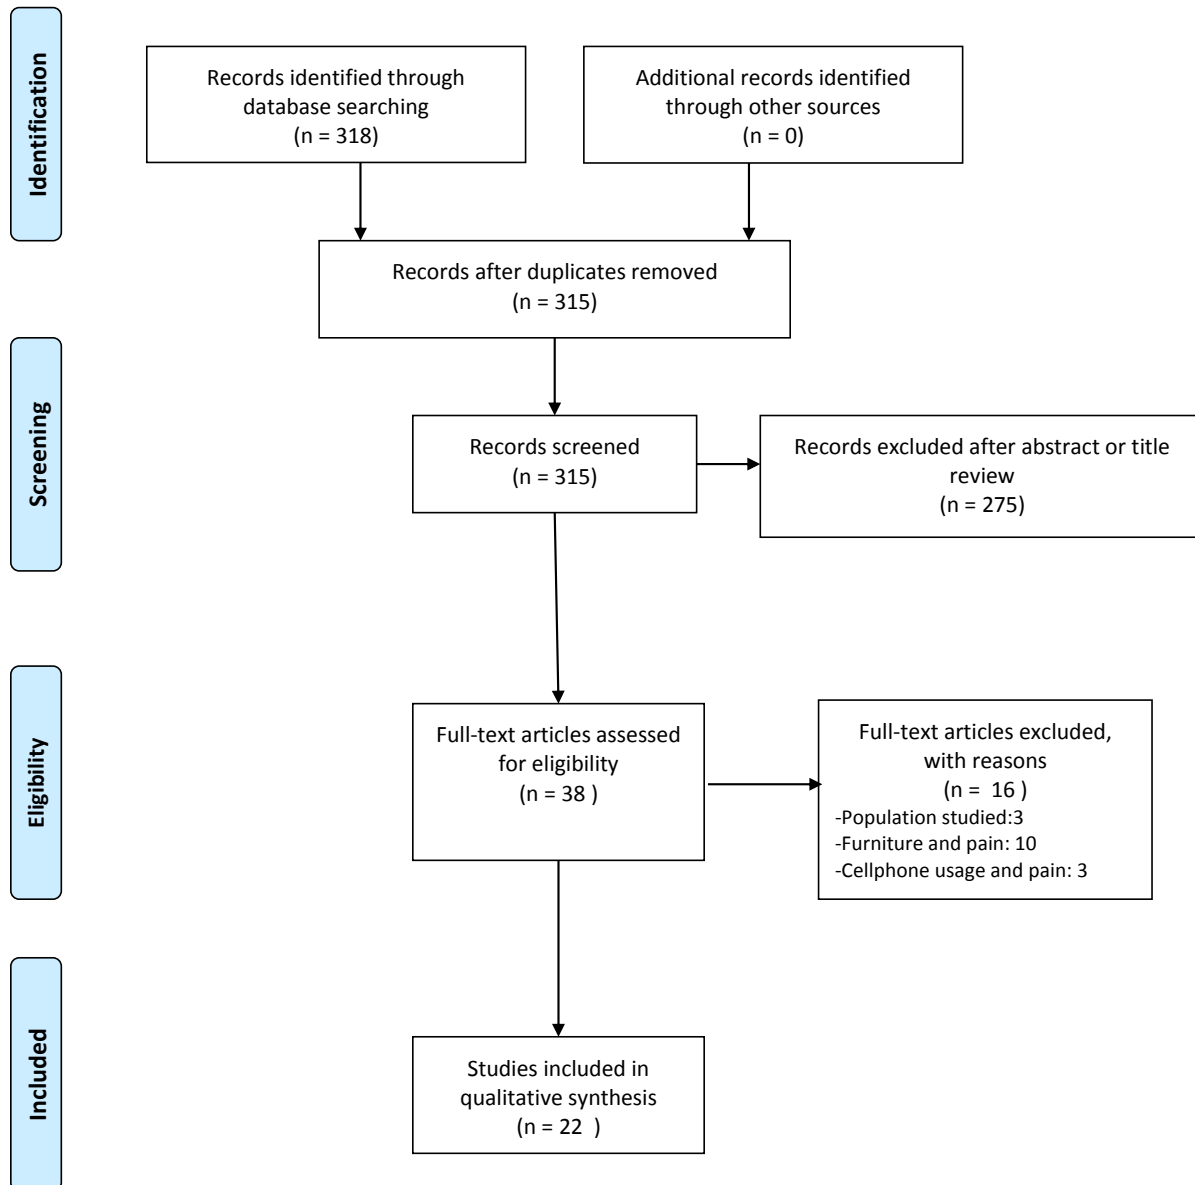 Identification
Records identified through
database searching
(n = 318)
Additional records identified
through other sources
(n = 0)
Records after duplicates removed
(n = 315)
Screening
Records screened
(n = 315)
Records excluded after abstract or title
review
(n = 275)
Eligibility
Full-text articles assessed
for eligibility
(n = 38 )
Full-text articles excluded,
with reasons
(n =  16 )
-Population studied:3
-Furniture and pain: 10
-Cellphone usage and pain: 3
Included
Studies included in
qualitative synthesis
(n = 22  )